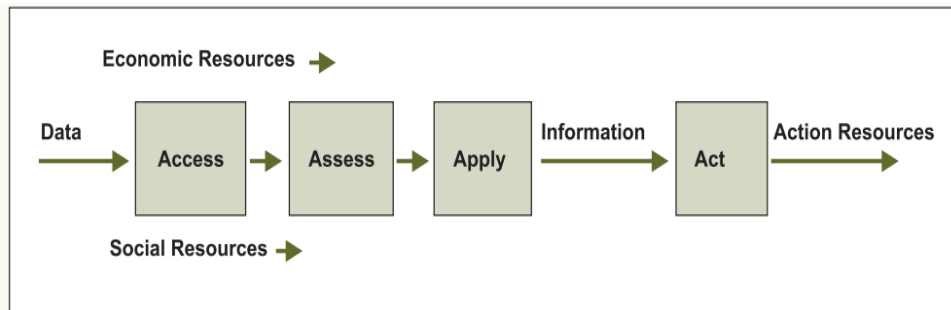 Economic Resources
Data
Access
Assess
Apply
Information
Act
Action Resources
Social Resources